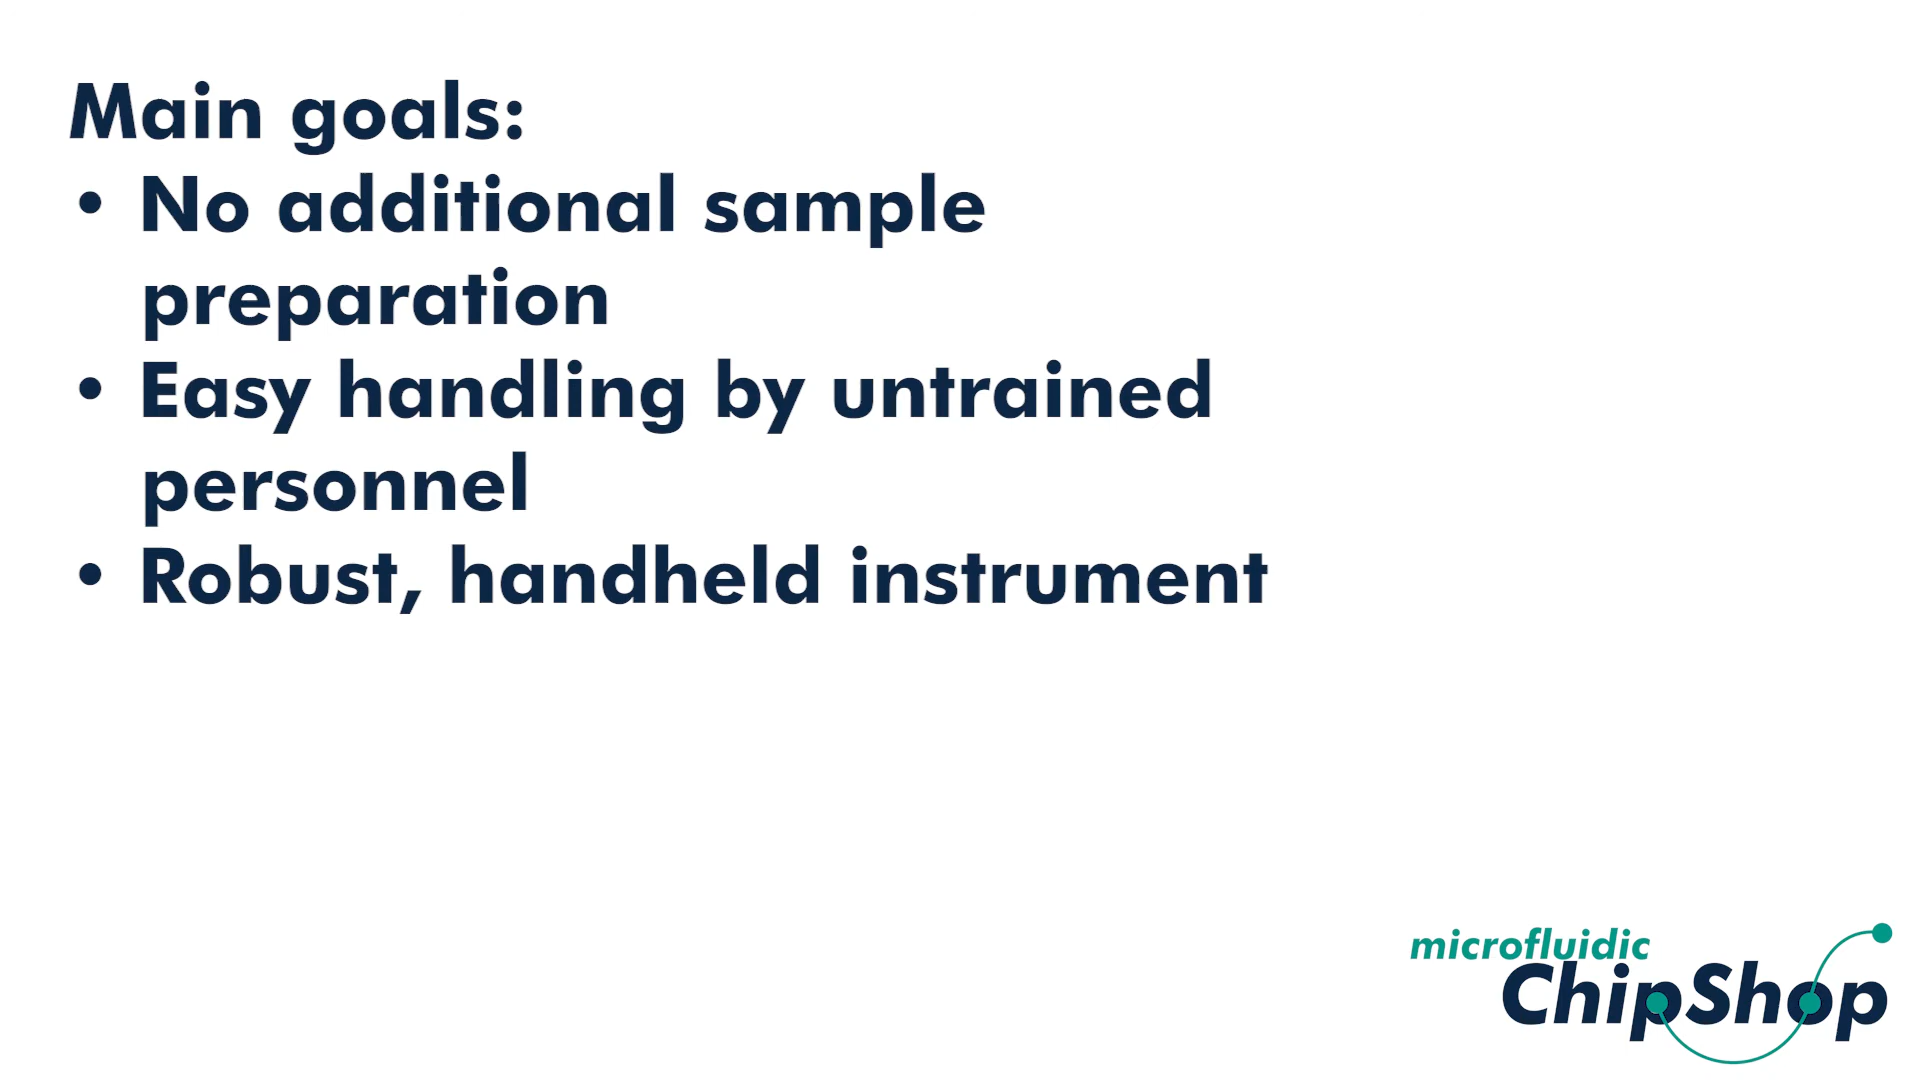 Main goals:
• No additional sample
preparation
• Easy handling by untrained
personnel
• Robust, handheld instrument
microfluidic
ChipShop